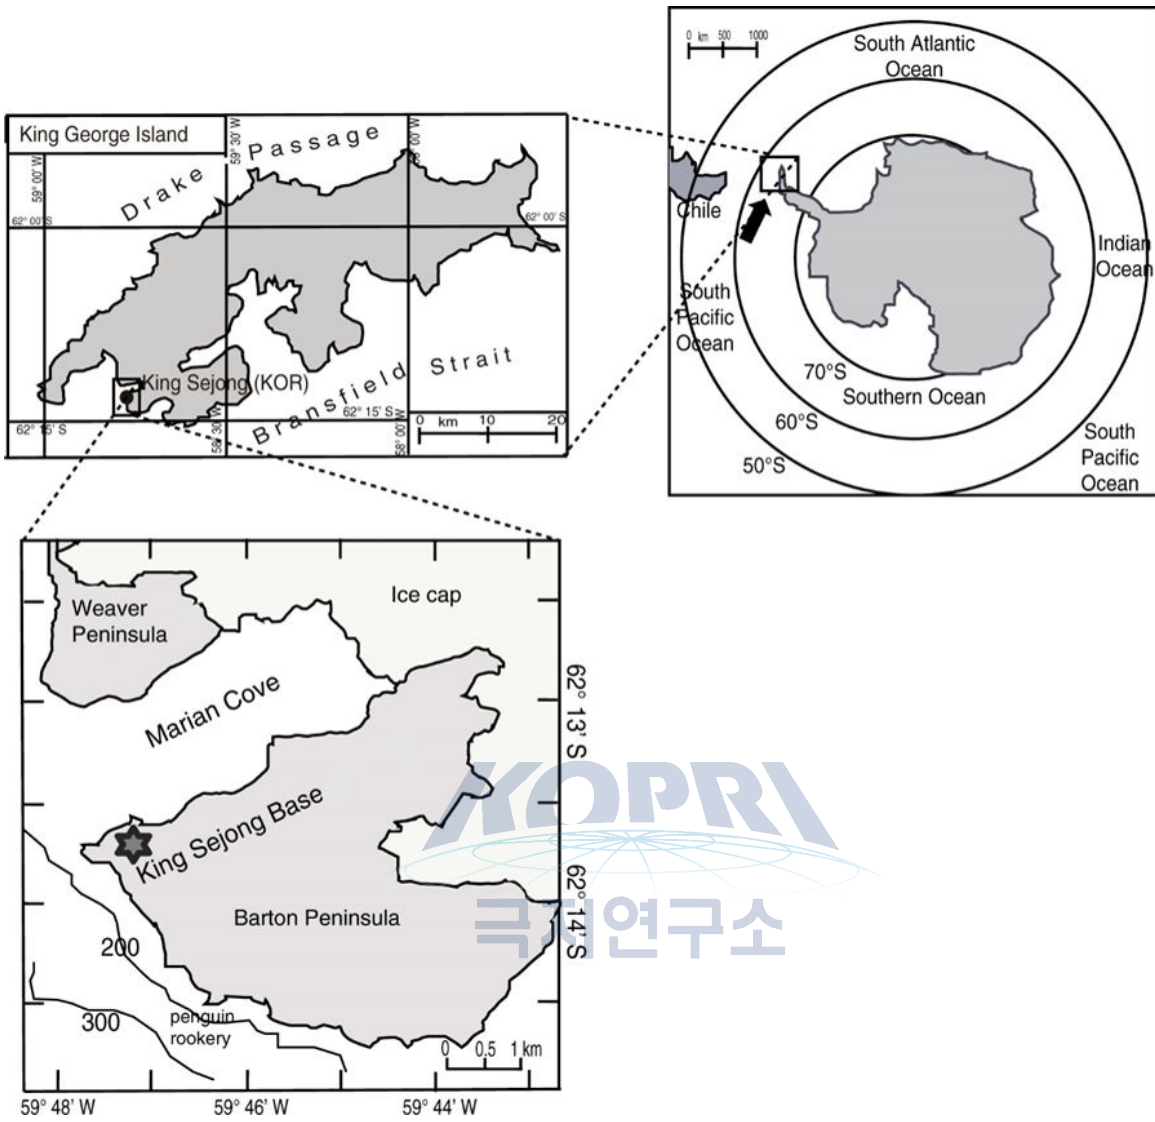 0 km 500 1000
South Atlantic
Ocean
Chile
Indian
Ocean
South
Pacific
Ocean
70°S
Southern Ocean
60°S
50°S
South
Pacific
Ocean
King George Island
59° 30' W
Drake Passage
59° 00' W
62° 00' S
62° 00' S
King Sejong (KOR)
Bransfield Strait
62° 15' S
62° 15' S
58° 30' W
58° 00' W
0 km 10 20
Weaver
Peninsula
Ice cap
Marian Cove
62° 13' S
King Sejong Base
Barton Peninsula
62° 14' S
200
300
penguin
rookery
0 0.5 1 km
59° 48' W 59° 46' W 59° 44' W
KOPRI
극지연구소